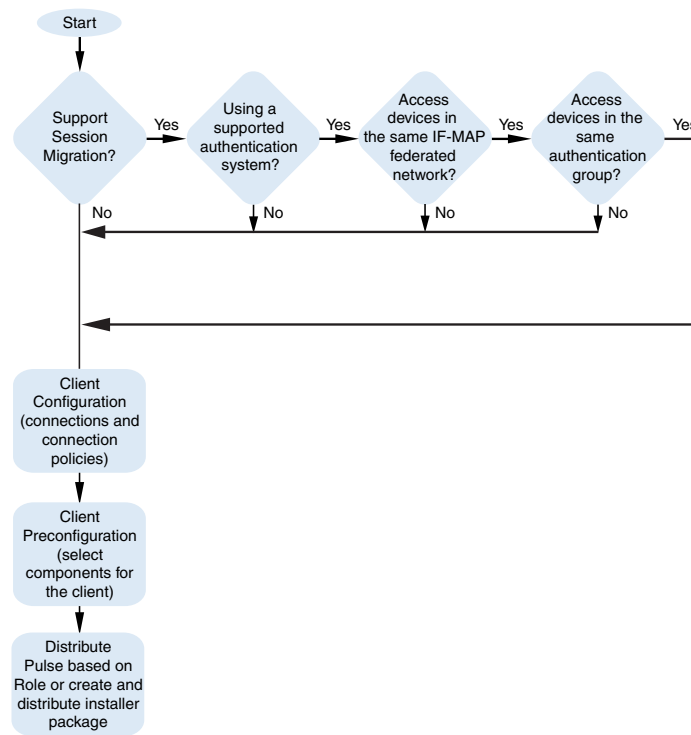 Start
Support
Session
Migration?
Yes
Using a
supported
authentication
system?
Yes
Access
devices in
the same IF-MAP
federated
network?
Yes
Access
devices in the
same
authentication
group?
Yes
No
No
No
No
Client
Configuration
(connections and
connection
policies)
Client
Preconfiguration
(select
components for
the client)
Distribute
Pulse based on
Role or create and
distribute installer
package